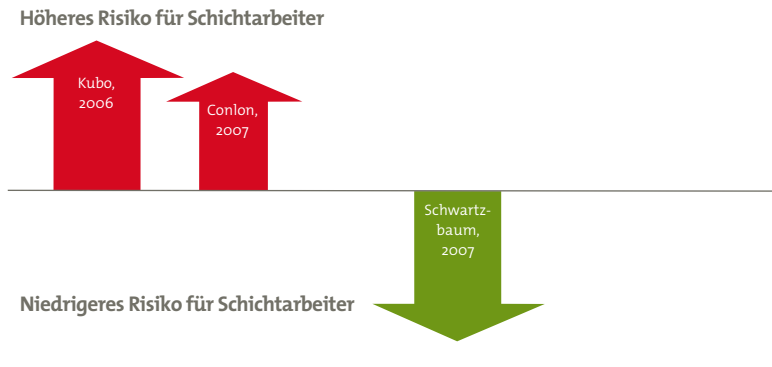 Höheres Risiko für Schichtarbeiter
Kubo,
2006
Conlon,
2007
Schwartz-
baum,
2007
Niedrigeres Risiko für Schichtarbeiter